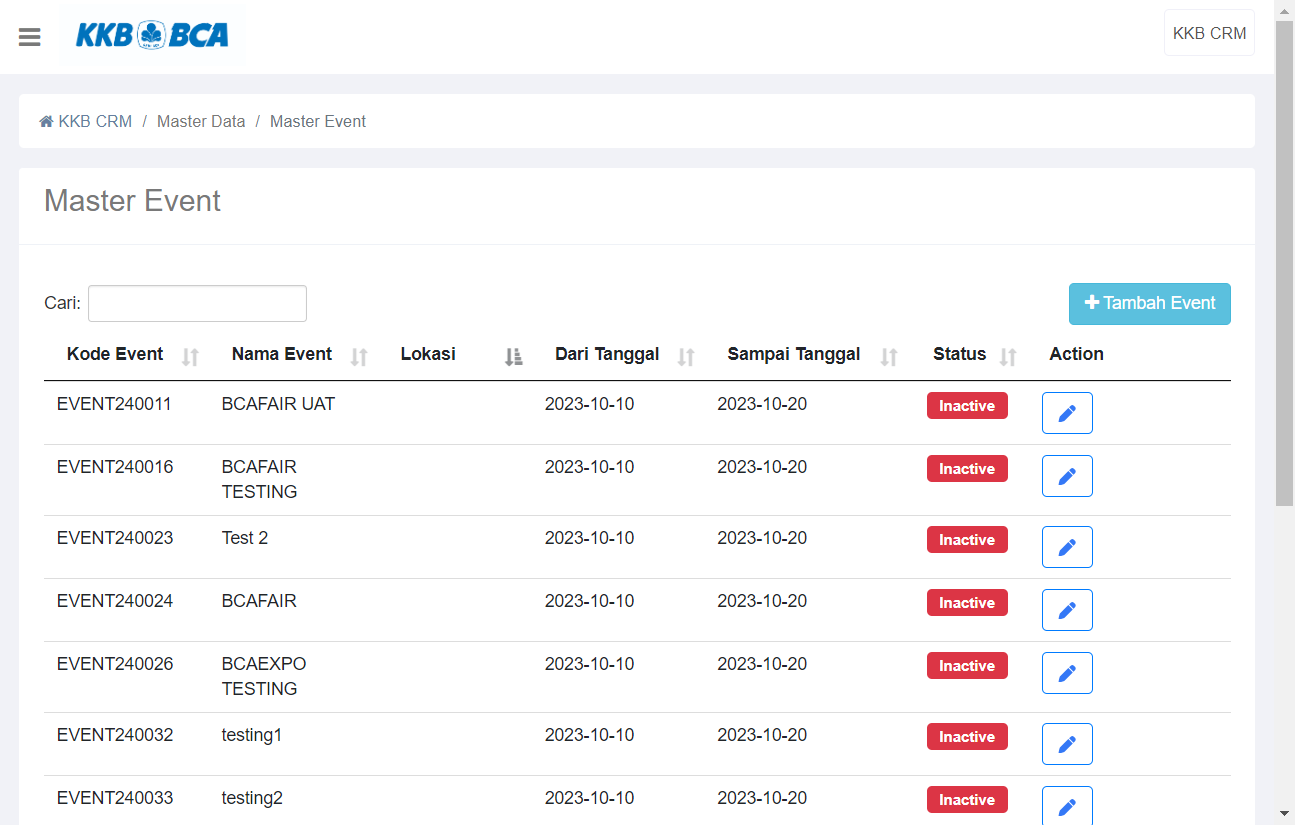 KKB BCA
KKB CRM
KKB CRM / Master Data / Master Event
Master Event
Cari:
Tambah Event
Kode Event Nama Event Lokasi Dari Tanggal Sampai Tanggal Status Action
EVENT240011 BCAFAIR UAT 2023-10-10 2023-10-20 Inactive
EVENT240016 BCAFAIR 2023-10-10 2023-10-20 Inactive
TESTING
EVENT240023 Test 2 2023-10-10 2023-10-20 Inactive
EVENT240024 BCAFAIR 2023-10-10 2023-10-20 Inactive
EVENT240026 BCAEXPO 2023-10-10 2023-10-20 Inactive
TESTING
EVENT240032 testing1 2023-10-10 2023-10-20 Inactive
EVENT240033 testing2 2023-10-10 2023-10-20 Inactive